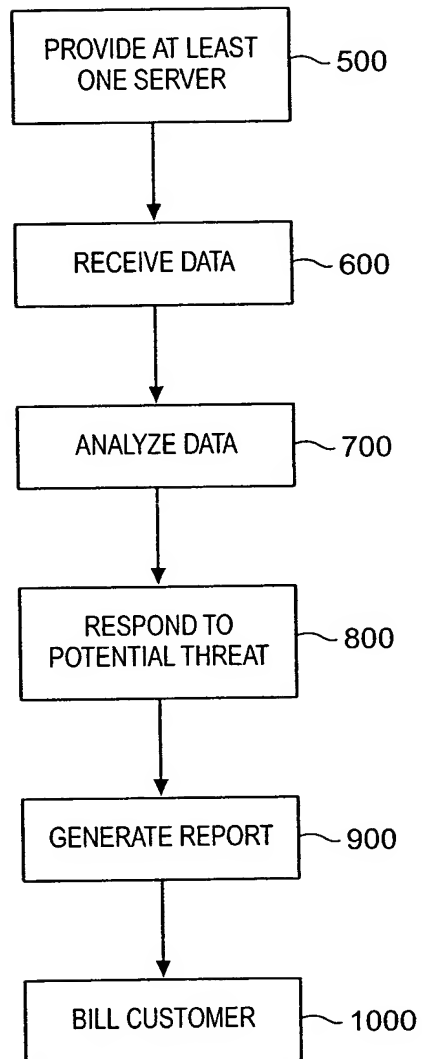 PROVIDE AT LEAST
ONE SERVER
500
RECEIVE DATA
600
ANALYZE DATA
700
RESPOND TO
POTENTIAL THREAT
800
GENERATE REPORT
900
BILL CUSTOMER
1000